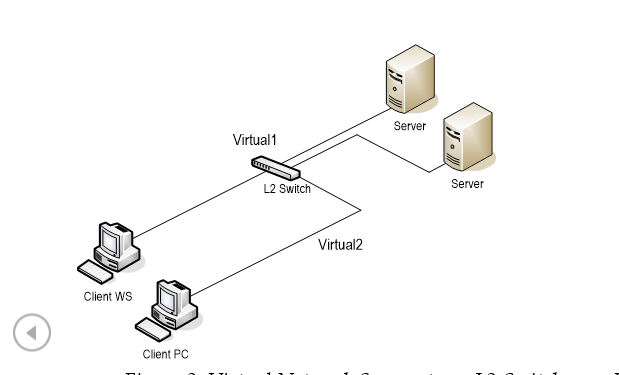 Server
Virtual1
Server
L2 Switch
Virtual2
Client WS
Client PC